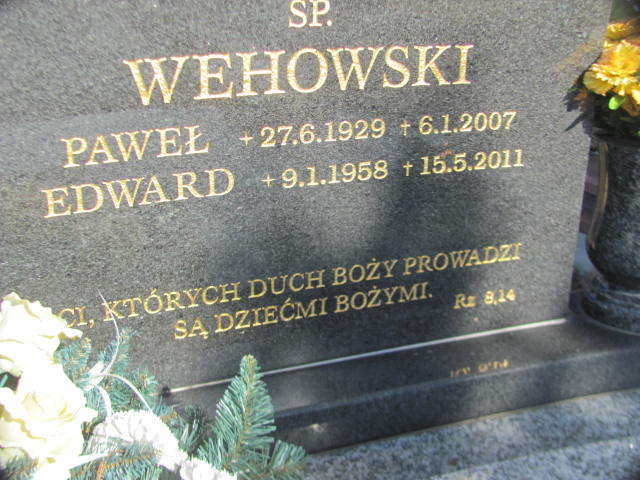 SP.
WEHOWSKI
PAWEŁ + 27.6.1929 † 6.1.2007
EDWARD + 9.1.1958 † 15.5.2011
CI, KTÓRYCH DUCH BOŻY PROWADZI
SĄ DZIEĆMI BOŻYMI.
Rz 8,14